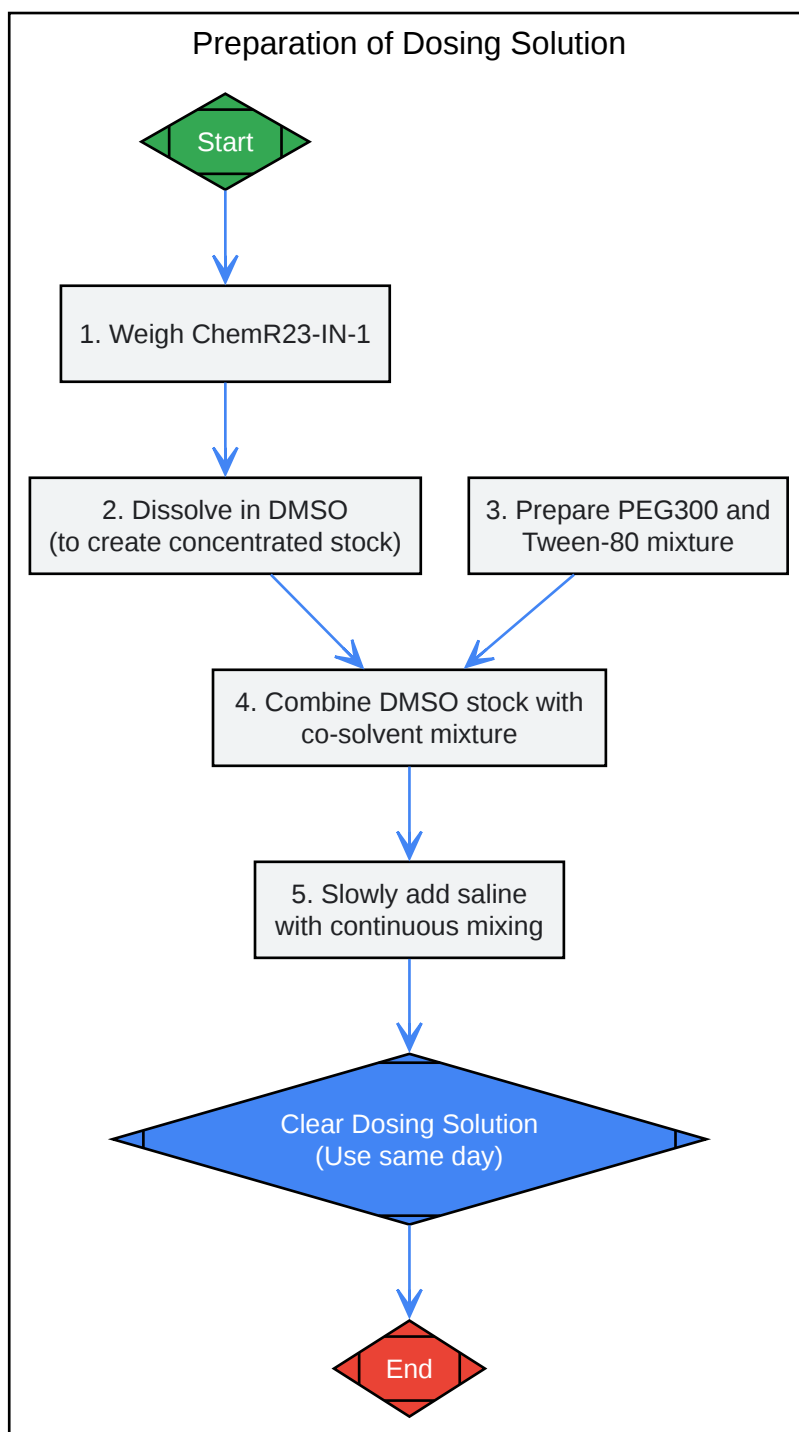 Preparation of Dosing Solution
Start
1. Weigh ChemR23-IN-1
2. Dissolve in DMSO
(to create concentrated stock)
3. Prepare PEG300 and
Tween-80 mixture
4. Combine DMSO stock with
co-solvent mixture
5. Slowly add saline
with continuous mixing
Clear Dosing Solution
(Use same day)
End